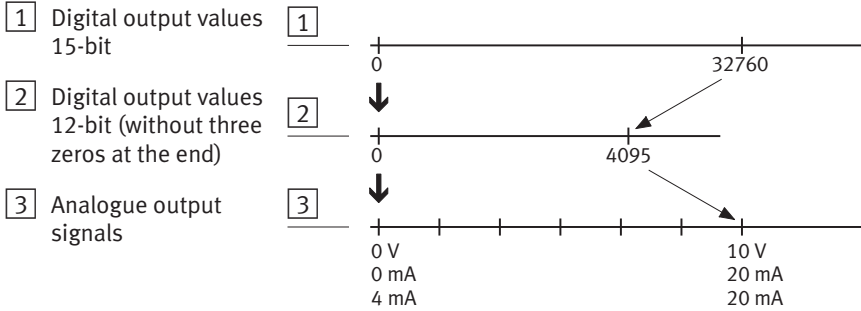 1 Digital output values
15-bit
2 Digital output values
12-bit (without three
zeros at the end)
3 Analogue output
signals
1
0 32760
2
0 4095
3
0 V 10 V
0 mA 20 mA
4 mA 20 mA